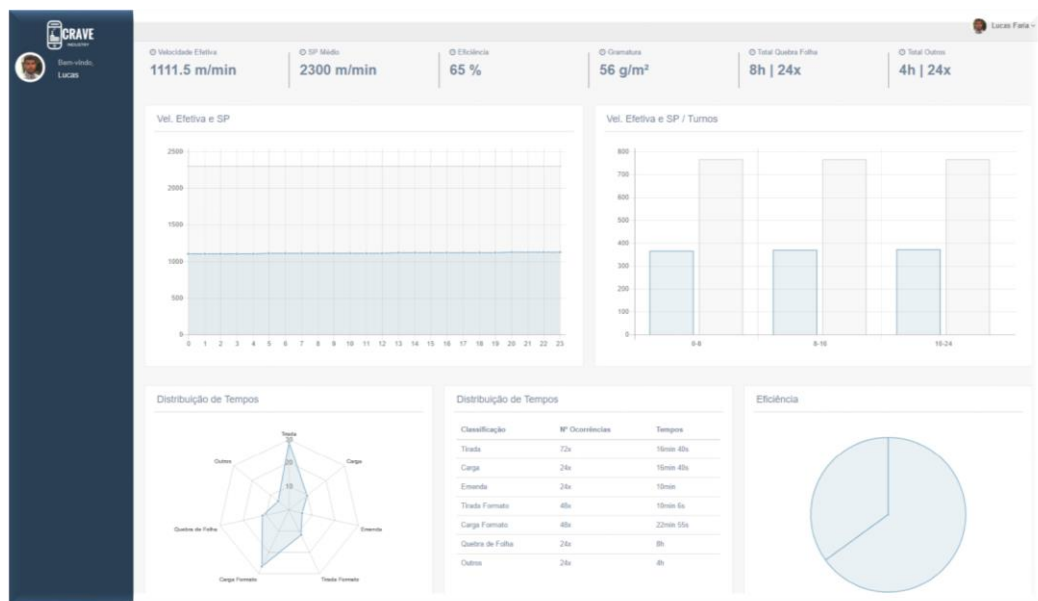 CRAVE
INDUSTRY
Bem-vindo,
Lucas
Lucas Faria
Velocidade Efetiva
1111.5 m/min
SP Médio
2300 m/min
Eficiência
65 %
Gramatura
56 g/m²
Total Quebra Folha
8h | 24x
Total Outros
4h | 24x
Vel. Efetiva e SP
2500
2000
1500
1000
500
0
0 1 2 3 4 5 6 7 8 9 10 11 12 13 14 15 16 17 18 19 20 21 22 23
Vel. Efetiva e SP / Turnos
800
700
600
500
400
300
200
100
0
0-8 8-16 16-24
Distribuição de Tempos
Tirada
30
20
10
Outros
Carga
Quebra de Folha
Emenda
Carga Formato
Tirada Formato
Distribuição de Tempos
Classificação Nº Ocorrências Tempos
Tirada 72x 16min 48s
Carga 24x 16min 40s
Emenda 24x 10min
Tirada Formato 48x 10min 6s
Carga Formato 48x 22min 55s
Quebra de Folha 24x 8h
Outros 24x 4h
Eficiência